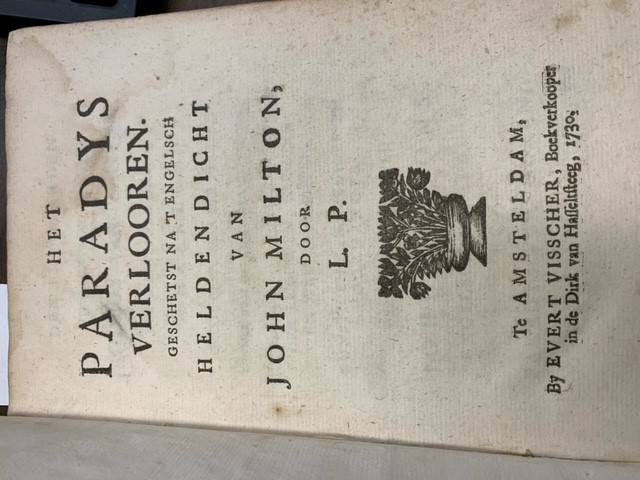 HET
PARADYS
VERLOOREN.
GESCHETST NA 'T ENGELSCH
HELDENDICHT
VAN
JOHN MILTON,
DOOR
L. P.
Te AMSTELDAM,
By EVERT VISSCHER, Boekverkooper
in de Dirk van Hasseltsteeg, 1730.